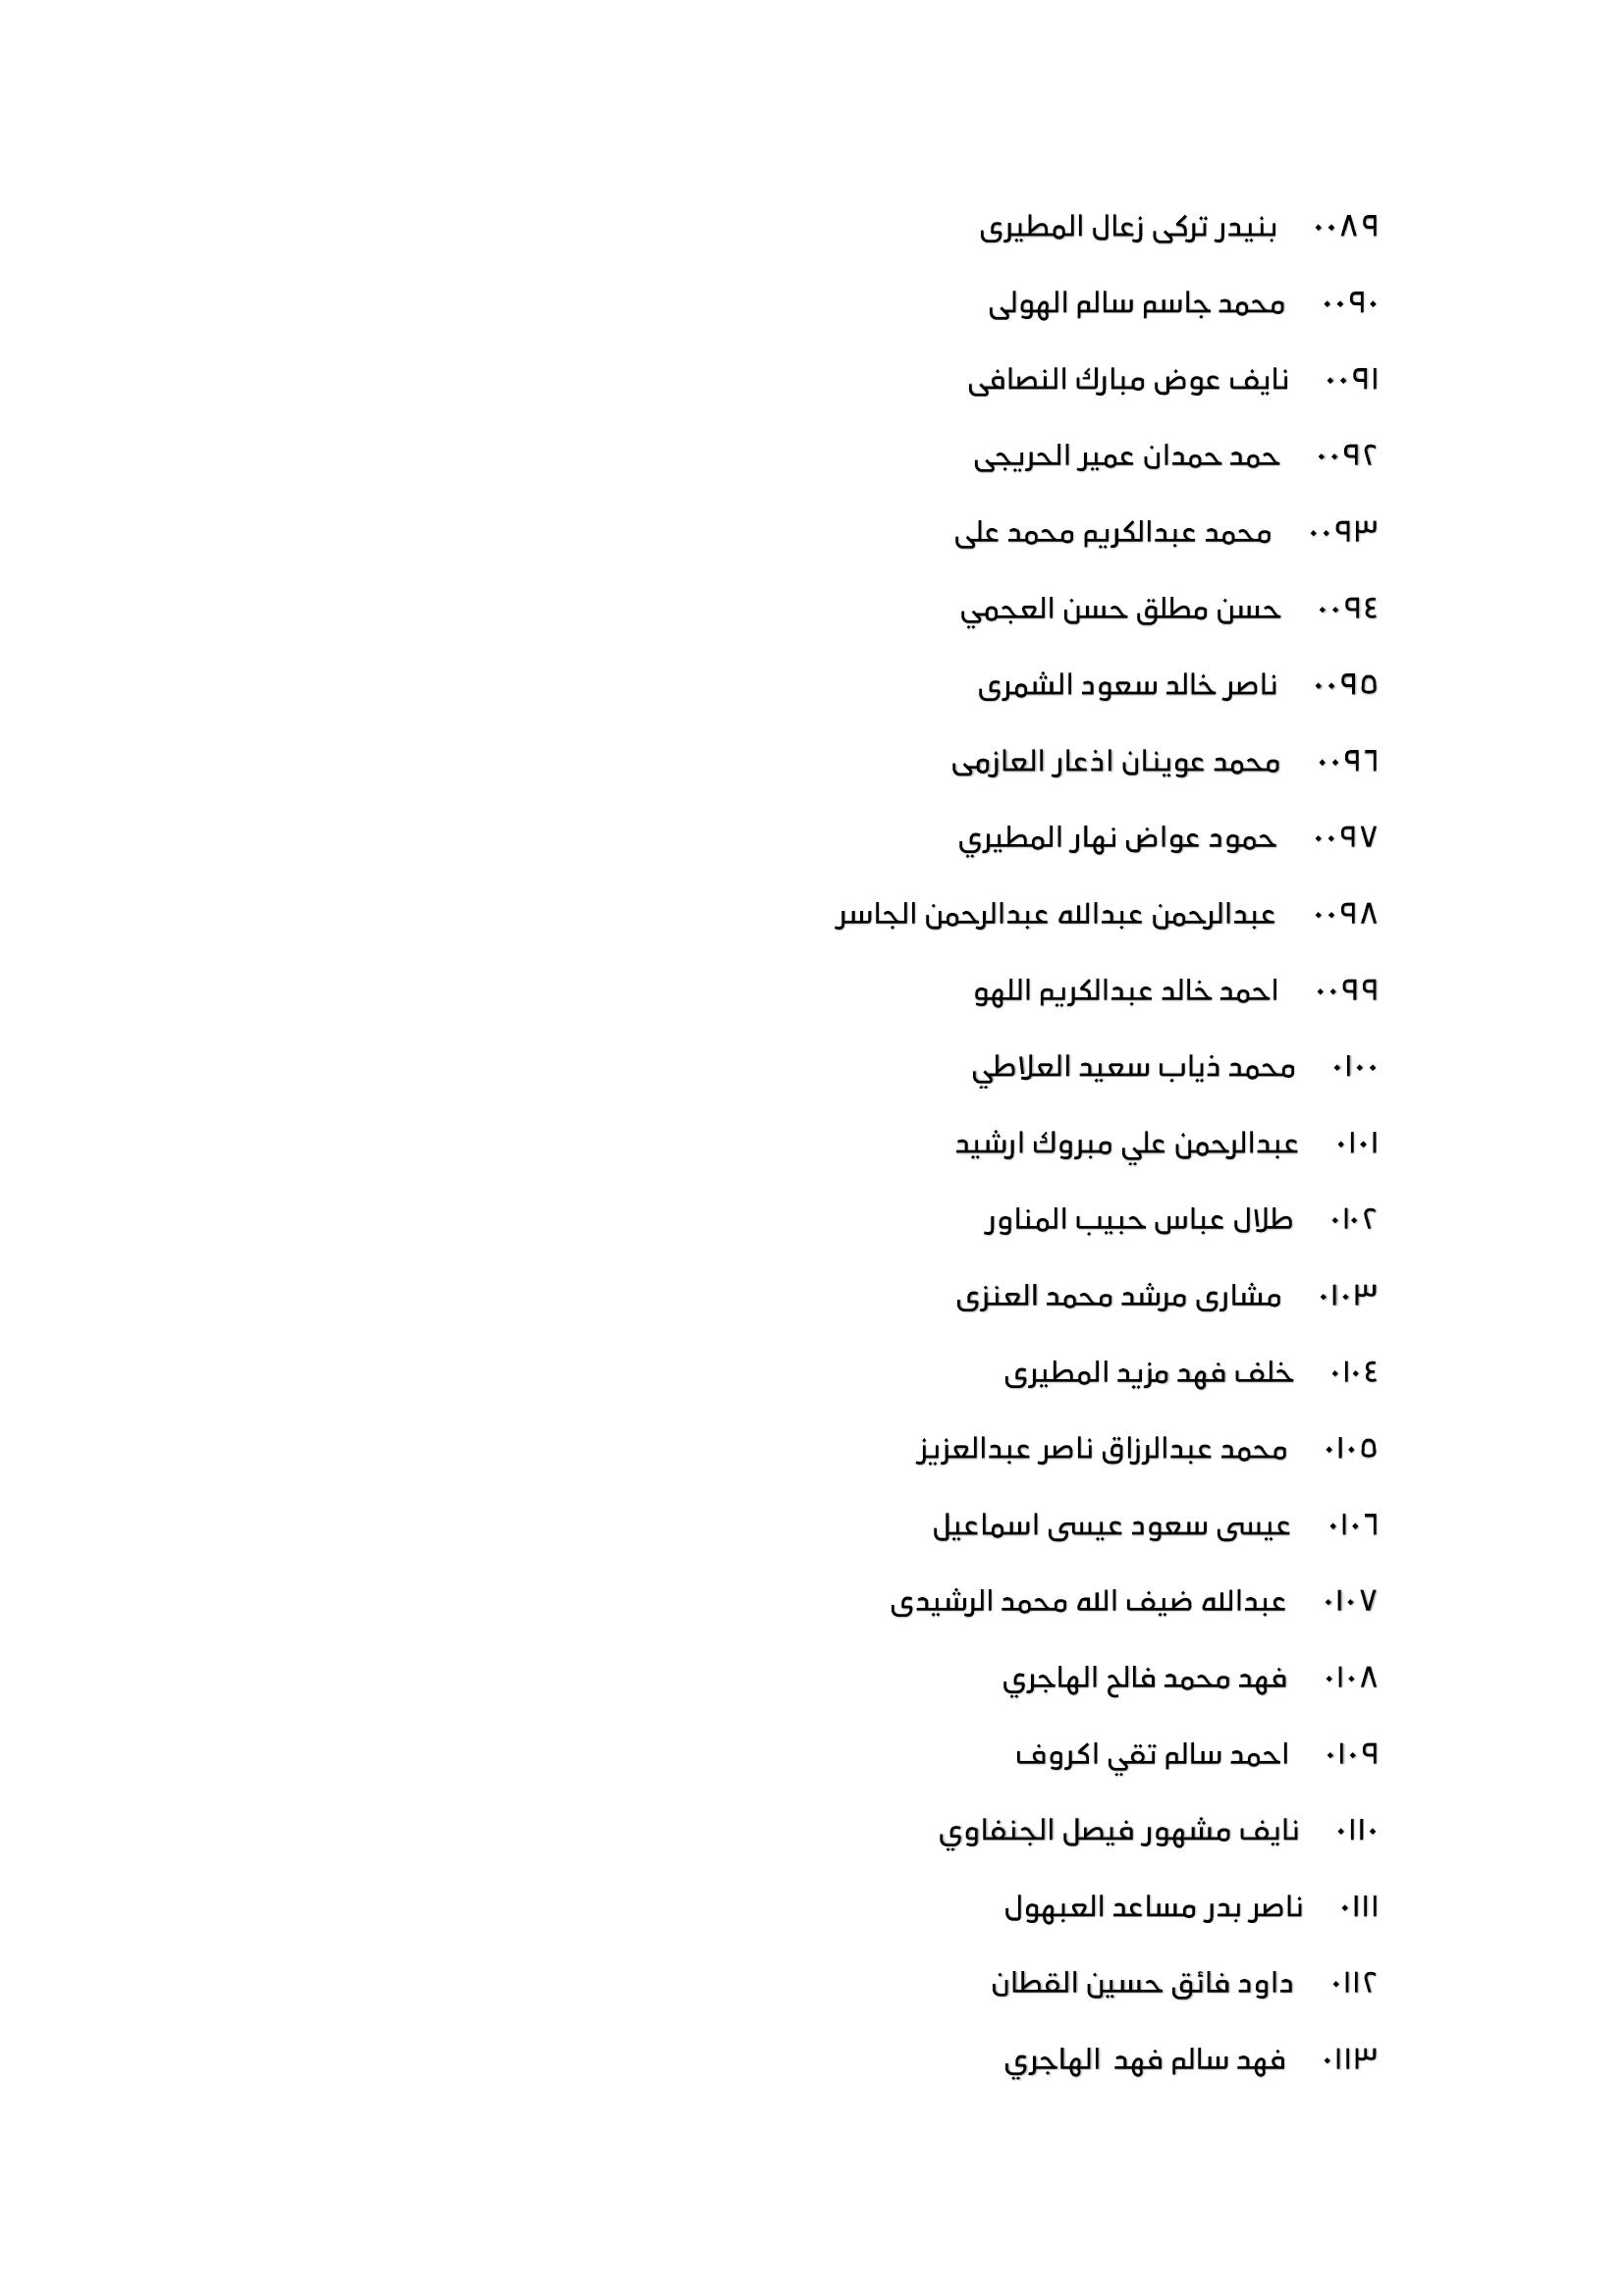 ٠٠٨٩ بنيدر تركى زعال المطيرى
٠٠٩٠ محمد جاسم سالم الهولى
٠٠٩١ نايف عوض مبارك النصافى
٠٠٩٢ حمد حمدان عمير الحريجى
٠٠٩٣ محمد عبدالكريم محمد على
٠٠٩٤ حسن مطلق حسن العجمي
٠٠٩٥ ناصر خالد سعود الشمرى
٠٠٩٦ محمد عوينان اذعار العازمى
٠٠٩٧ حمود عواض نهار المطيري
٠٠٩٨ عبدالرحمن عبدالله عبدالرحمن الجاسر
٠٠٩٩ احمد خالد عبدالكريم اللهو
٠١٠٠ محمد ذياب سعيد العلاطي
٠١٠١ عبدالرحمن علي مبروك ارشيد
٠١٠٢ طلال عباس حبيب المناور
٠١٠٣ مشارى مرشد محمد العنزى
٠١٠٤ خلف فهد مزيد المطيرى
٠١٠٥ محمد عبدالرزاق ناصر عبدالعزيز
٠١٠٦ عيسى سعود عيسى اسماعيل
٠١٠٧ عبدالله ضيف الله محمد الرشيدى
٠١٠٨ فهد محمد فالح الهاجري
٠١٠٩ احمد سالم تقي اكروف
٠١١٠ نايف مشهور فيصل الجنفاوي
٠١١١ ناصر بدر مساعد العبهول
٠١١٢ داود فائق حسين القطان
٠١١٣ فهد سالم فهد الهاجري